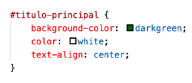 #titulo-principal {
    background-color: darkgreen;
    color: white;
    text-align: center;
}